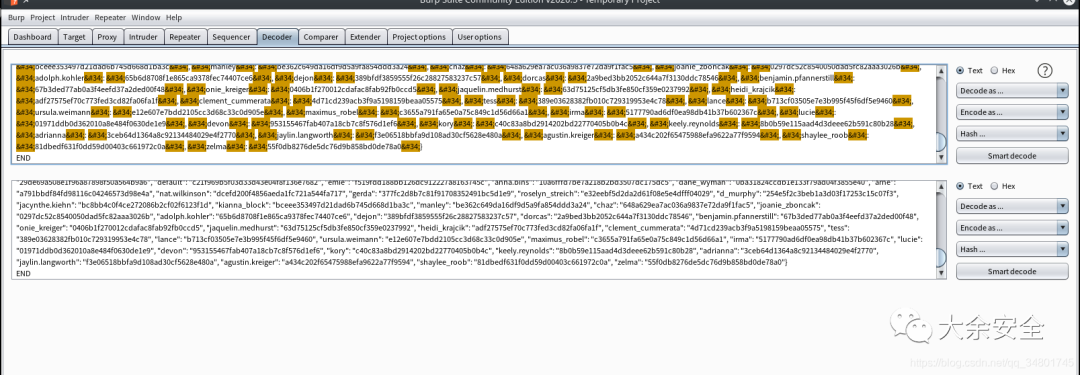 Burp Suite Community Edition v2020.5 - Temporary Project
Burp Project Intruder Repeater Window Help
Dashboard Target Proxy Intruder Repeater Sequencer Decoder Comparer Extender Project options User options
&#34;adolph.kohler&#34;: &#34;65b6d8708f1e865ca9378fec74407ce6&#34;, &#34;dejon&#34;: &#34;389bfdf3859555f26c28827583237c57&#34;, &#34;dorcas&#34;: &#34;2a9bed3bb2052c644a7f3130ddc78546&#34;, &#34;benjamin.pfannerstill&#34;:
&#34;67b3ded77ab0a3f4eefd37a2ded00f48&#34;, &#34;onie_kreiger&#34;: &#34;0406b1f270012cdafac8fab92fb0ccd5&#34;, &#34;jaquelin.medhurst&#34;: &#34;63d75125cf5db3fe850cf359e0237992&#34;, &#34;heidi_krajcik&#34;:
&#34;adf27575ef70c773fed3cd82fa06fa1f&#34;, &#34;clement_cummerata&#34;: &#34;4d71cd239acb3f9a5198159beaa05575&#34;, &#34;tess&#34;: &#34;389e03628382fb010c729319953e4c78&#34;, &#34;lance&#34;: &#34;b713cf03505e7e3b995f45f6df5e9460&#34;,
&#34;ursula.weimann&#34;: &#34;e12e607e7bdd2105cc3d68c33c0d905e&#34;, &#34;maximus_robel&#34;: &#34;c3655a791fa65e0a75c849c1d56d66a1&#34;, &#34;irma&#34;: &#34;5177790ad6df0ea98db41b37b602367c&#34;, &#34;lucie&#34;:
&#34;01971ddb0d362010a8e484f0630de1e9&#34;, &#34;devon&#34;: &#34;953155467fab407a18cb7c8f576d1ef6&#34;, &#34;kory&#34;: &#34;c40c83a8bd2914202bd22770405b0b4c&#34;, &#34;keely.reynolds&#34;: &#34;8b0b59e115aad4d3deee62b591c80b28&#34;,
&#34;adrianna&#34;: &#34;3ceb64d1364a8c92134484029e4f2770&#34;, &#34;jaylin.langworth&#34;: &#34;f3e06518bbfa9d108ad30cf5628e480a&#34;, &#34;agustin.kreiger&#34;: &#34;a434c202f65475988efa9622a77f9594&#34;, &#34;shaylee_roob&#34;:
&#34;81dbedf631f0dd59d00403c661972c0a&#34;, &#34;zelma&#34;: &#34;55f0db8276de5dc76d9b858bd0de78a0&#34;}
END
Text Hex
Decode as ...
Encode as ...
Hash ...
Smart decode
"a791bbdf84fd98116c04246573d98e4a", "nat.wilkinson": "dcefd200f4856aeda1fc721a544fa717", "gerda": "377fc2d8b7c81f91708352491bc5d1e9", "roselyn_streich": "e32eebf5d2da2d61f08e5e4dfff04029", "d_murphy": "254e5f2c3beb1a3d03f17253c15c07f3",
"jacynthe.kiehn": "bc8bb4c0f4ce272086b2cf02f6123f1d", "kianna_block": "bceee353497d21dad6b745d668d1ba3c", "manley": "be362c649da16df9d5a9fa854ddd3a24", "chaz": "648a629ea7ac036a9837e72da9f1fac5", "joanie_zboncak":
"0297dc52c8540050dad5fc82aaa3026b", "adolph.kohler": "65b6d8708f1e865ca9378fec74407ce6", "dejon": "389bfdf3859555f26c28827583237c57", "dorcas": "2a9bed3bb2052c644a7f3130ddc78546", "benjamin.pfannerstill": "67b3ded77ab0a3f4eefd37a2ded00f48",
"onie_kreiger": "0406b1f270012cdafac8fab92fb0ccd5", "jaquelin.medhurst": "63d75125cf5db3fe850cf359e0237992", "heidi_krajcik": "adf27575ef70c773fed3cd82fa06fa1f", "clement_cummerata": "4d71cd239acb3f9a5198159beaa05575", "tess":
"389e03628382fb010c729319953e4c78", "lance": "b713cf03505e7e3b995f45f6df5e9460", "ursula.weimann": "e12e607e7bdd2105cc3d68c33c0d905e", "maximus_robel": "c3655a791fa65e0a75c849c1d56d66a1", "irma": "5177790ad6df0ea98db41b37b602367c", "lucie":
"01971ddb0d362010a8e484f0630de1e9", "devon": "953155467fab407a18cb7c8f576d1ef6", "kory": "c40c83a8bd2914202bd22770405b0b4c", "keely.reynolds": "8b0b59e115aad4d3deee62b591c80b28", "adrianna": "3ceb64d1364a8c92134484029e4f2770",
"jaylin.langworth": "f3e06518bbfa9d108ad30cf5628e480a", "agustin.kreiger": "a434c202f65475988efa9622a77f9594", "shaylee_roob": "81dbedf631f0dd59d00403c661972c0a", "zelma": "55f0db8276de5dc76d9b858bd0de78a0"}
END
Text Hex
Decode as ...
Encode as ...
Hash ...
Smart decode
大余安全
https://blog.csdn.net/qq_34801745